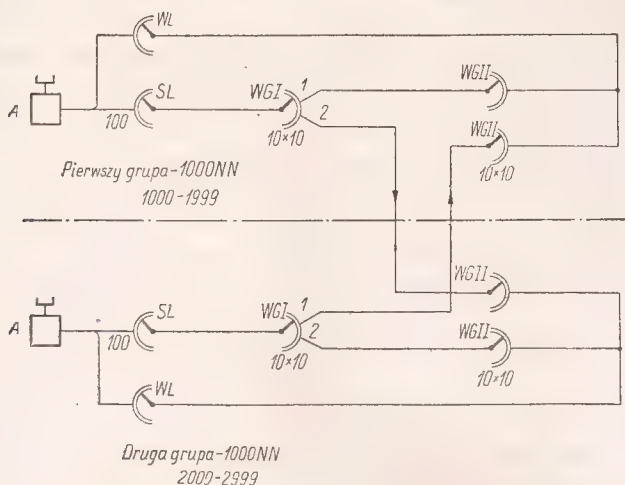 WL
SL
WGI
1
2
WGII
A
100
10×10
WGII
10×10
Pierwszy grupa-1000NN
1000-1999
WGII
SL
WGI
1
2
WGII
A
100
10×10
10×10
WL
Druga grupa-1000NN
2000-2999